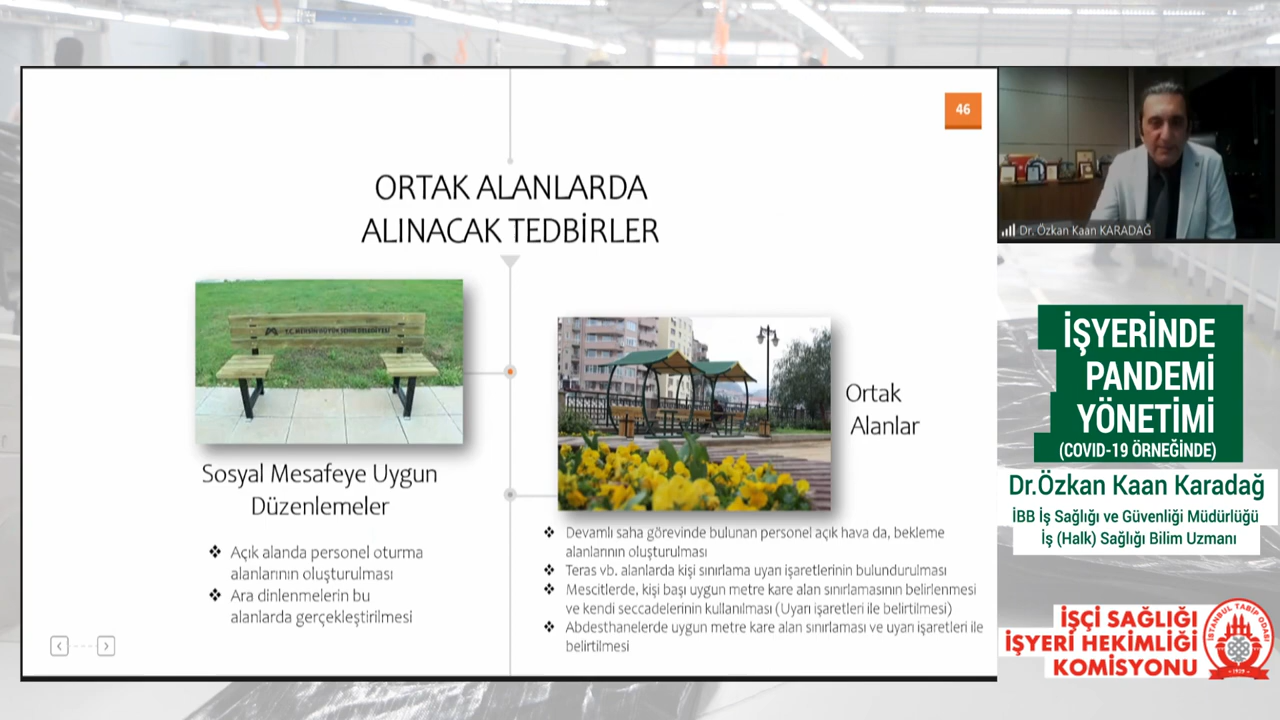 46
ORTAK ALANLARDA
ALINACAK TEDBİRLER
T.C. MERSİN BÜYÜKŞEHİR BELEDİYESİ
Sosyal Mesafeye Uygun
Düzenlemeler
❖ Açık alanda personel oturma
alanlarının oluşturulması
❖ Ara dinlenmelerin bu
alanlarda gerçekleştirilmesi
Ortak
Alanlar
❖ Devamlı saha görevinde bulunan personel açık hava da, bekleme
alanlarının oluşturulması
❖ Teras vb. alanlarda kişi sınırlama uyarı işaretlerinin bulundurulması
❖ Mescitlerde, kişi başı uygun metre kare alan sınırlamasının belirlenmesi
ve kendi seccadelerinin kullanılması (Uyarı işaretleri ile belirtilmesi)
❖ Abdesthanelerde uygun metre kare alan sınırlaması ve uyarı işaretleri ile
belirtilmesi
Dr. Özkan Kaan KARADAĞ
İŞYERİNDE
PANDEMİ
YÖNETİMİ
(COVID-19 ÖRNEĞİNDE)
Dr.Özkan Kaan Karadağ
İBB İş Sağlığı ve Güvenliği Müdürlüğü
İş (Halk) Sağlığı Bilim Uzmanı
İŞÇİ SAĞLIĞI
İŞYERİ HEKİMLİĞİ
KOMİSYONU
İSTANBUL TABİP ODASI
1929